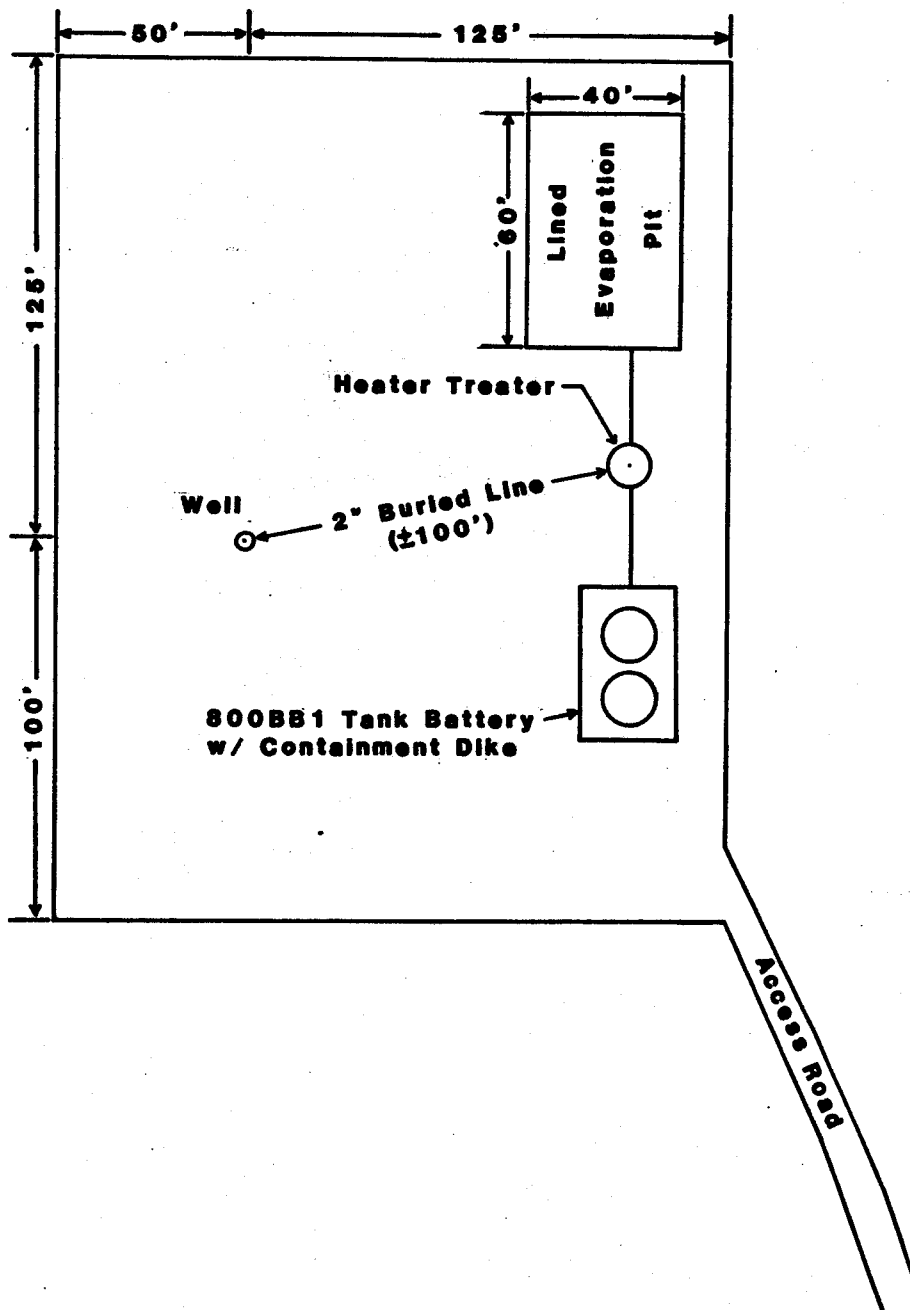 50' 125'
40'
60'
Lined
Evaporation
Pit
125'
Heater Treater
Well
2" Buried Line
(±100')
100'
800BB1 Tank Battery
w/ Containment Dike
Access Road